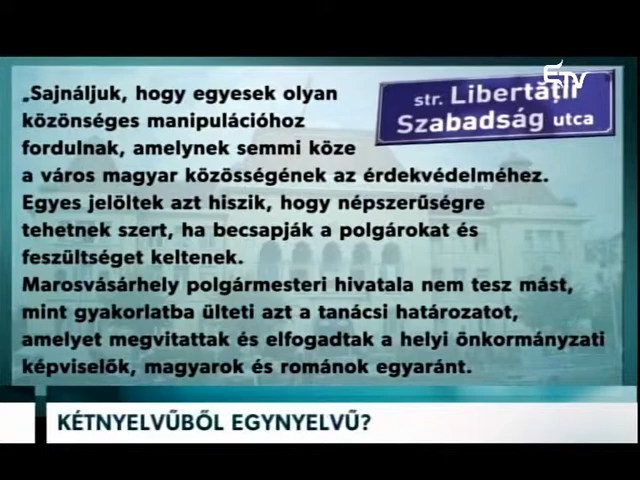 „Sajnáljuk, hogy egyesek olyan
közönséges manipulációhoz
fordulnak, amelynek semmi köze
a város magyar közösségének az érdekvédelméhez.
Egyes jelöltek azt hiszik, hogy népszerűségre
tehetnek szert, ha becsapják a polgárokat és
feszültséget keltenek.
Marosvásárhely polgármesteri hivatala nem tesz mást,
mint gyakorlatba ülteti azt a tanácsi határozatot,
amelyet megvitattak és elfogadtak a helyi önkormányzati
képviselők, magyarok és románok egyaránt.
ETV
str. Libertății
Szabadság utca
KÉTNYELVŰBŐL EGYNYELVŰ?